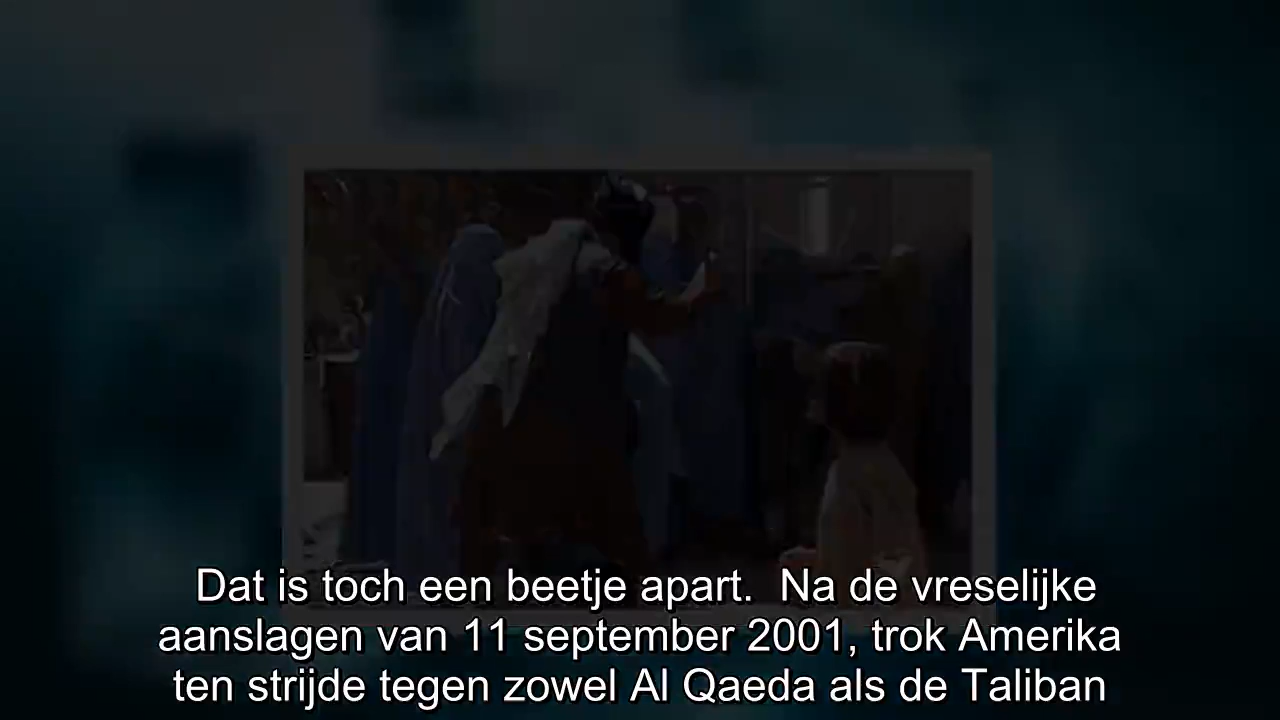 Dat is toch een beetje apart.  Na de vreselijke
aanslagen van 11 september 2001, trok Amerika
ten strijde tegen zowel Al Qaeda als de Taliban